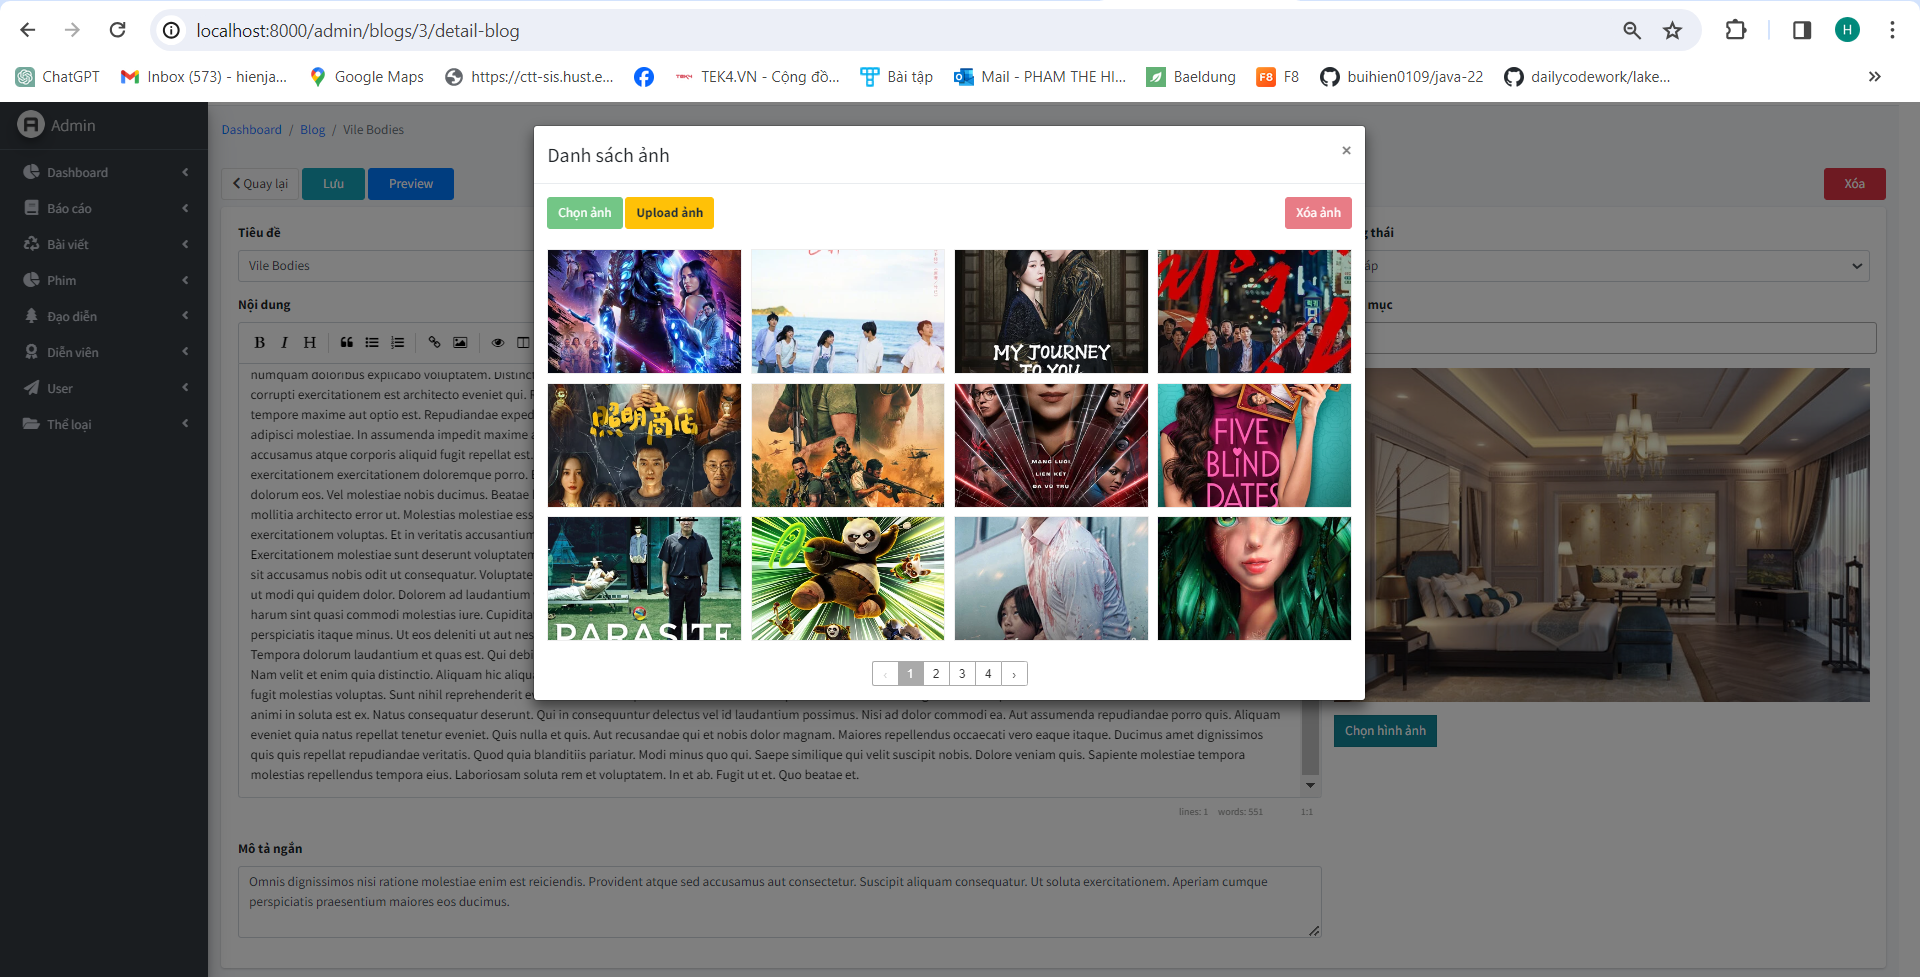 localhost:8000/admin/blogs/3/detail-blog
H
ChatGPT
Inbox (573) - hienja...
Google Maps
https://ctt-sis.hust.e...
TEK4.VN - Cộng đồ...
Bài tập
Mail - PHAM THE HI...
Baeldung
F8 F8
buihien0109/java-22
dailycodework/lake...
Admin
Dashboard
Báo cáo
Bài viết
Phim
Đạo diễn
Diễn viên
User
Thể loại
Dashboard / Blog / Vile Bodies
Quay lại
Lưu
Preview
Xóa
Danh sách ảnh
×
Chọn ảnh
Upload ảnh
Xóa ảnh
MY JOURNEY
TO YOU
照明商店
MẠNG LƯỚI
LIÊN KẾT
ĐA VŨ TRỤ
FIVE
BLIND
DATES
PARASITE
‹ 1 2 3 4 ›
Tiêu đề
Vile Bodies
Nội dung
B I H
numquam doloribus explicabo voluptatem. Distinc
corrupti exercitationem est architecto eveniet qui.
tempore maxime aut optio est. Repudiandae exped
adipisci molestiae. In assumenda impedit maxime
accusamus atque corporis aliquid fugit repellat est.
exercitationem exercitationem doloremque porro.
dolorum eos. Vel molestiae nobis ducimus. Beatae
mollitia architecto error ut. Molestias molestiae ess
exercitationem voluptas. Et in veritatis accusantium
Exercitationem molestiae sunt deserunt voluptatem
sit accusamus nobis odit ut consequatur. Voluptate
ut modi qui quidem dolor. Dolorem ad laudantium
harum sint quasi commodi molestias iure. Cupidita
perspiciatis itaque minus. Ut eos deleniti ut aut nes
Tempora dolorum laudantium et quas est. Qui debi
Nam velit et enim quia distinctio. Aliquam hic aliqu
fugit molestias voluptas. Sunt nihil reprehenderit e
animi in soluta est ex. Natus consequatur deserunt. Qui in consequuntur delectus vel id laudantium possimus. Nisi ad dolor commodi ea. Aut assumenda repudiandae porro quis. Aliquam
eveniet quia natus repellat tenetur eveniet. Quis nulla et quis. Aut recusandae qui et nobis dolor magnam. Maiores repellendus occaecati vero eaque itaque. Ducimus amet dignissimos
quis quis repellat repudiandae veritatis. Quod quia blanditiis pariatur. Modi minus quo qui. Saepe similique qui velit suscipit nobis. Dolore veniam quis. Sapiente molestiae tempora
molestias repellendus tempora eius. Laboriosam soluta rem et voluptatem. In et ab. Fugit ut et. Quo beatae et.
lines: 1 words: 551 1:1
Mô tả ngắn
Omnis dignissimos nisi ratione molestiae enim est reiciendis. Provident atque sed accusamus aut consectetur. Suscipit aliquam consequatur. Ut soluta exercitationem. Aperiam cumque
perspiciatis praesentium maiores eos ducimus.
g thái
áp
mục
Chọn hình ảnh